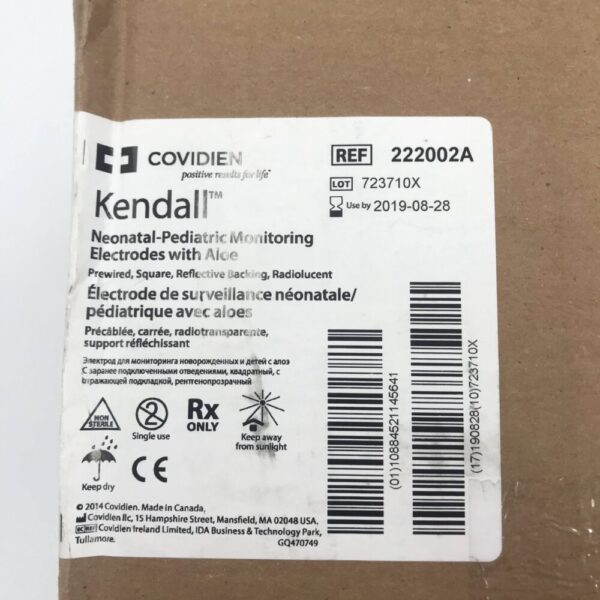 COVIDIEN
positive results for life™
REF 222002A
LOT 723710X
Use by 2019-08-28
Kendall™
Neonatal-Pediatric Monitoring
Electrodes with Aloe
Prewired, Square, Reflective Backing, Radiolucent
Électrode de surveillance néonatale/
pédiatrique avec aloes
Précâblée, carrée, radiotransparente,
support réfléchissant
Электрод для мониторинга новорожденных и детей с алоэ
С заранее подключенными отведениями, квадратный, с
отражающей подкладкой, рентгенопрозрачный
NON
STERILE
2
Single use
Rx
ONLY
Keep away
from sunlight
Keep dry
CE
© 2014 Covidien. Made in Canada.
Covidien llc, 15 Hampshire Street, Mansfield, MA 02048 USA.
EC REP Covidien Ireland Limited, IDA Business & Technology Park,
Tullamore.
GQ470749
(01)10884521145641
(17)190828(10)723710X